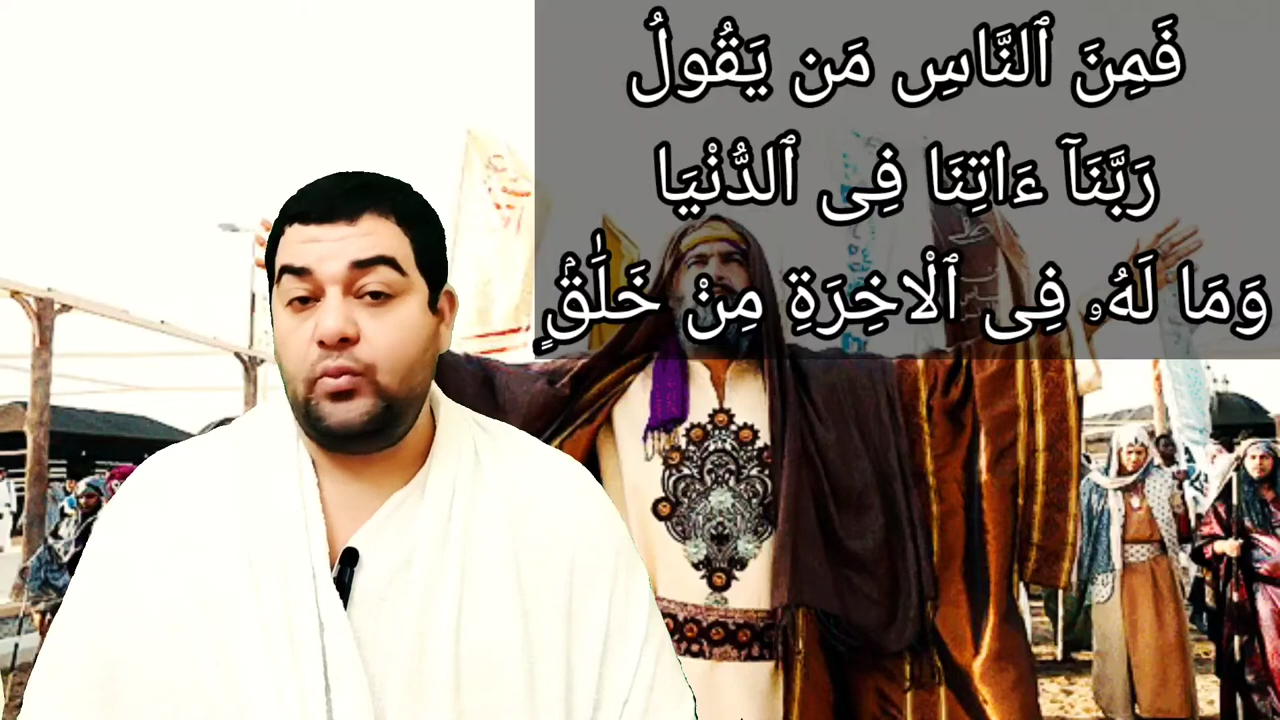 فَمِنَ ٱلنَّاسِ مَن يَقُولُ
رَبَّنَآ ءَاتِنَا فِى ٱلدُّنْيَا
وَمَا لَهُۥ فِى ٱلْاخِرَةِ مِنْ خَلَٰقٍۢ